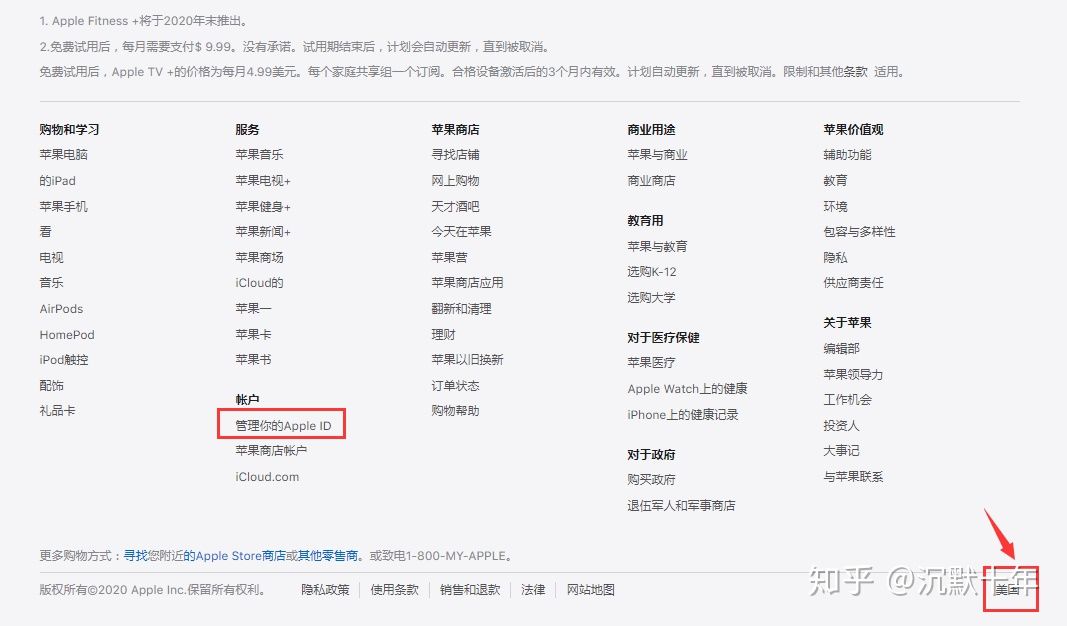 1. Apple Fitness +将于2020年末推出。
2.免费试用后，每月需要支付$ 9.99。没有承诺。试用期结束后，计划会自动更新，直到被取消。
免费试用后，Apple TV +的价格为每月4.99美元。每个家庭共享组一个订阅。合格设备激活后的3个月内有效。计划自动更新，直到被取消。限制和其他条款 适用。
购物和学习
苹果电脑
的iPad
苹果手机
看
电视
音乐
AirPods
HomePod
iPod触控
配饰
礼品卡
服务
苹果音乐
苹果电视+
苹果健身+
苹果新闻+
苹果商场
iCloud的
苹果一
苹果卡
苹果书
帐户
管理你的Apple ID
苹果商店帐户
iCloud.com
苹果商店
寻找店铺
网上购物
天才酒吧
今天在苹果
苹果营
苹果商店应用
翻新和清理
理财
苹果以旧换新
订单状态
购物帮助
商业用途
苹果与商业
商业商店
教育用
苹果与教育
选购K-12
选购大学
对于医疗保健
苹果医疗
Apple Watch上的健康
iPhone上的健康记录
对于政府
购买政府
退伍军人和军事商店
苹果价值观
辅助功能
教育
环境
包容与多样性
隐私
供应商责任
关于苹果
编辑部
苹果领导力
工作机会
投资人
大事记
与苹果联系
更多购物方式：寻找您附近的Apple Store商店或其他零售商。或致电1-800-MY-APPLE。
版权所有©2020 Apple Inc.保留所有权利。 隐私政策 使用条款 销售和退款 法律 网站地图 美国
知乎 @沉默十年